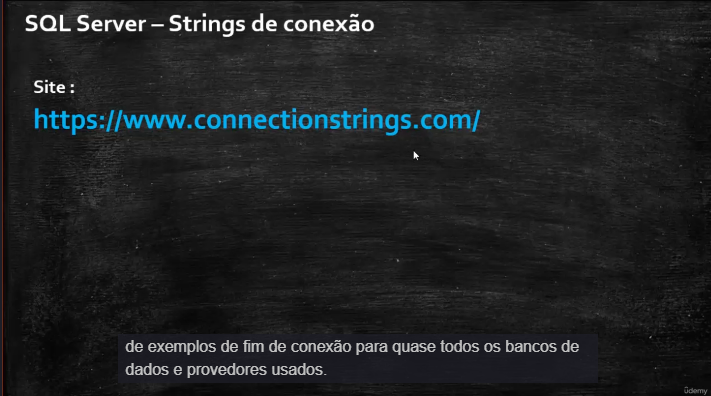 SQL Server – Strings de conexão
Site :
https://www.connectionstrings.com/
de exemplos de fim de conexão para quase todos os bancos de
dados e provedores usados.
ûdemy